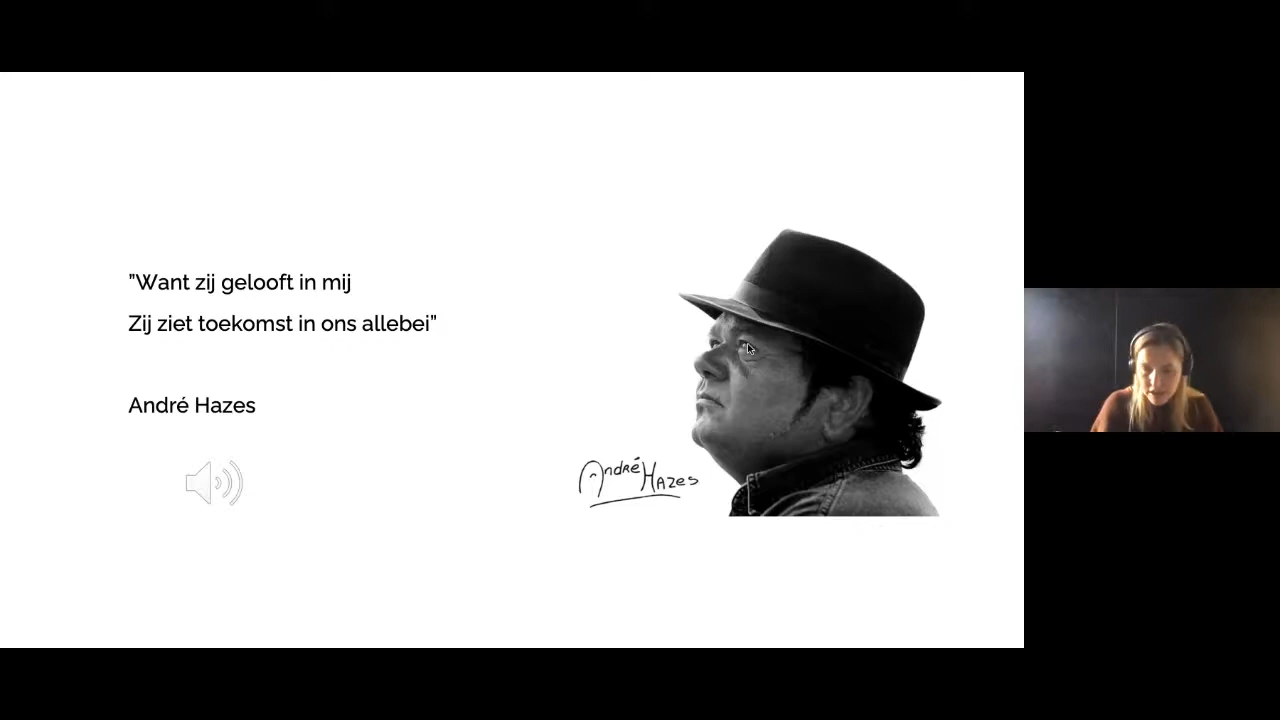 ”Want zij gelooft in mij
Zij ziet toekomst in ons allebei”
André Hazes
André Hazes